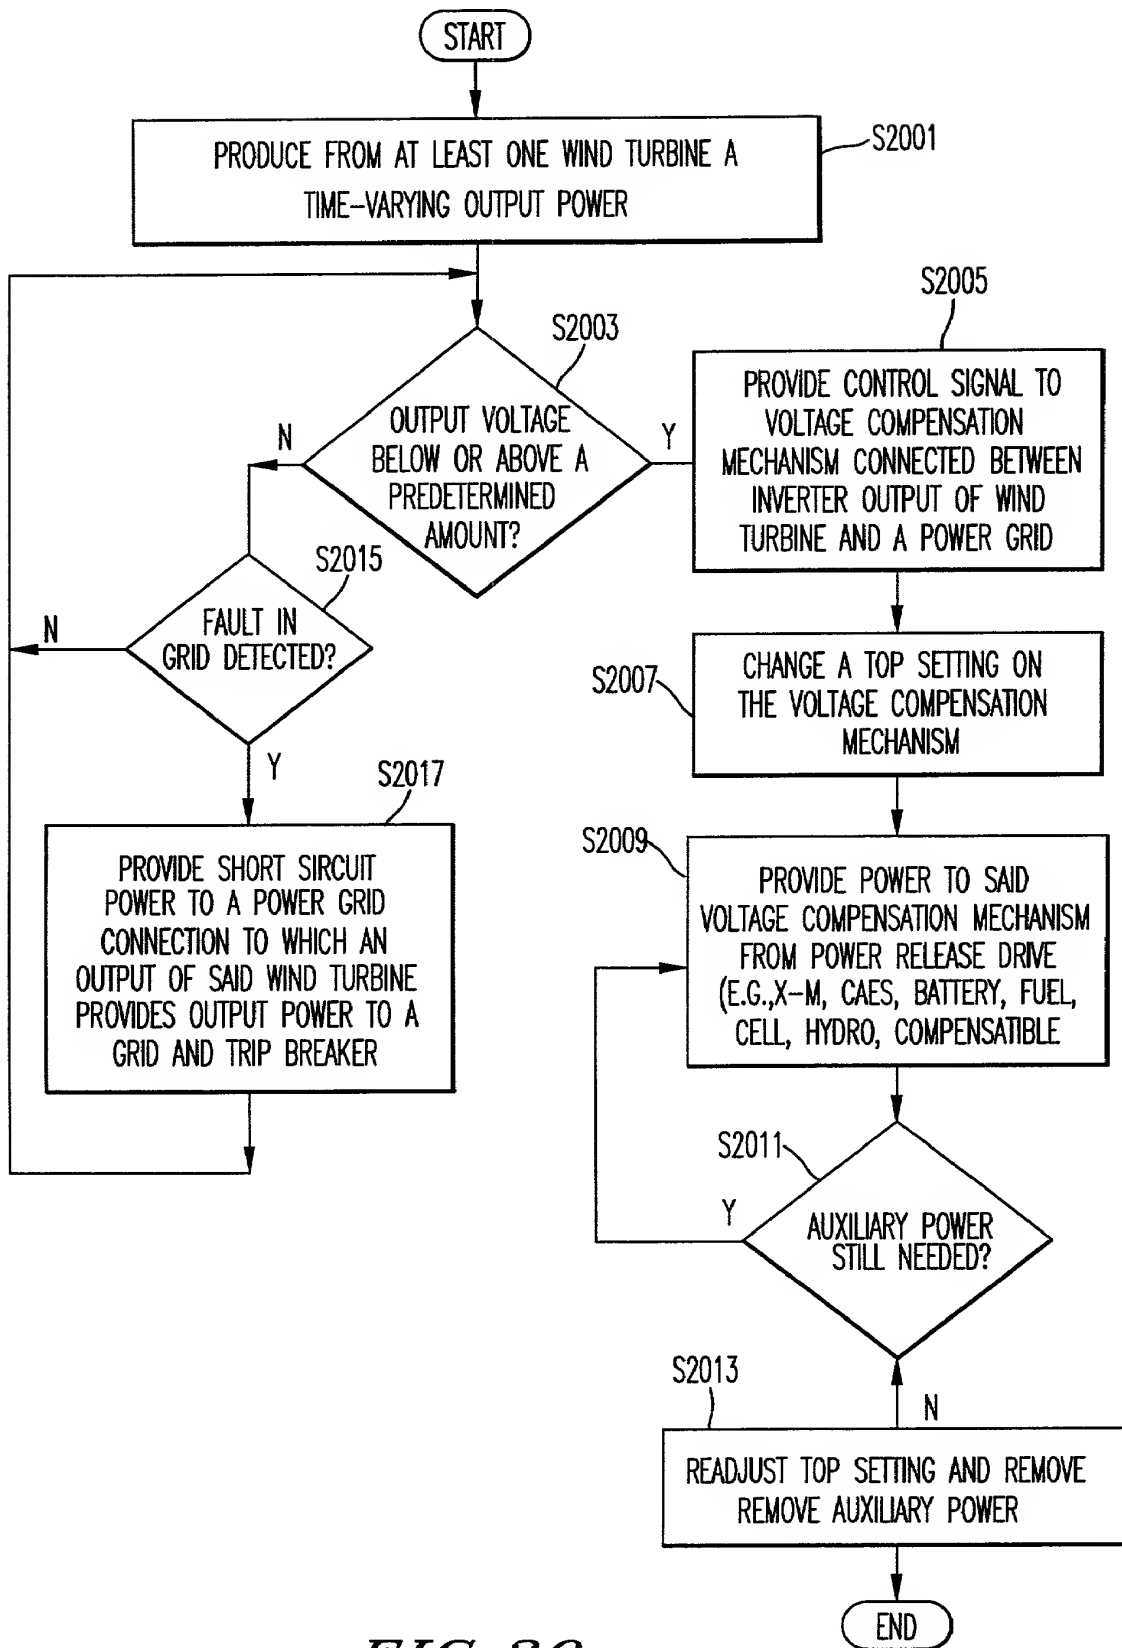 START
PRODUCE FROM AT LEAST ONE WIND TURBINE A
TIME-VARYING OUTPUT POWER
S2001
S2003
OUTPUT VOLTAGE
BELOW OR ABOVE A
PREDETERMINED
AMOUNT?
N
Y
S2005
PROVIDE CONTROL SIGNAL TO
VOLTAGE COMPENSATION
MECHANISM CONNECTED BETWEEN
INVERTER OUTPUT OF WIND
TURBINE AND A POWER GRID
S2015
FAULT IN
GRID DETECTED?
N
Y
S2007
CHANGE A TOP SETTING ON
THE VOLTAGE COMPENSATION
MECHANISM
S2017
PROVIDE SHORT SIRCUIT
POWER TO A POWER GRID
CONNECTION TO WHICH AN
OUTPUT OF SAID WIND TURBINE
PROVIDES OUTPUT POWER TO A
GRID AND TRIP BREAKER
S2009
PROVIDE POWER TO SAID
VOLTAGE COMPENSATION MECHANISM
FROM POWER RELEASE DRIVE
(E.G.,X-M, CAES, BATTERY, FUEL,
CELL, HYDRO, COMPENSATIBLE
S2011
AUXILIARY POWER
STILL NEEDED?
Y
N
S2013
READJUST TOP SETTING AND REMOVE
REMOVE AUXILIARY POWER
END